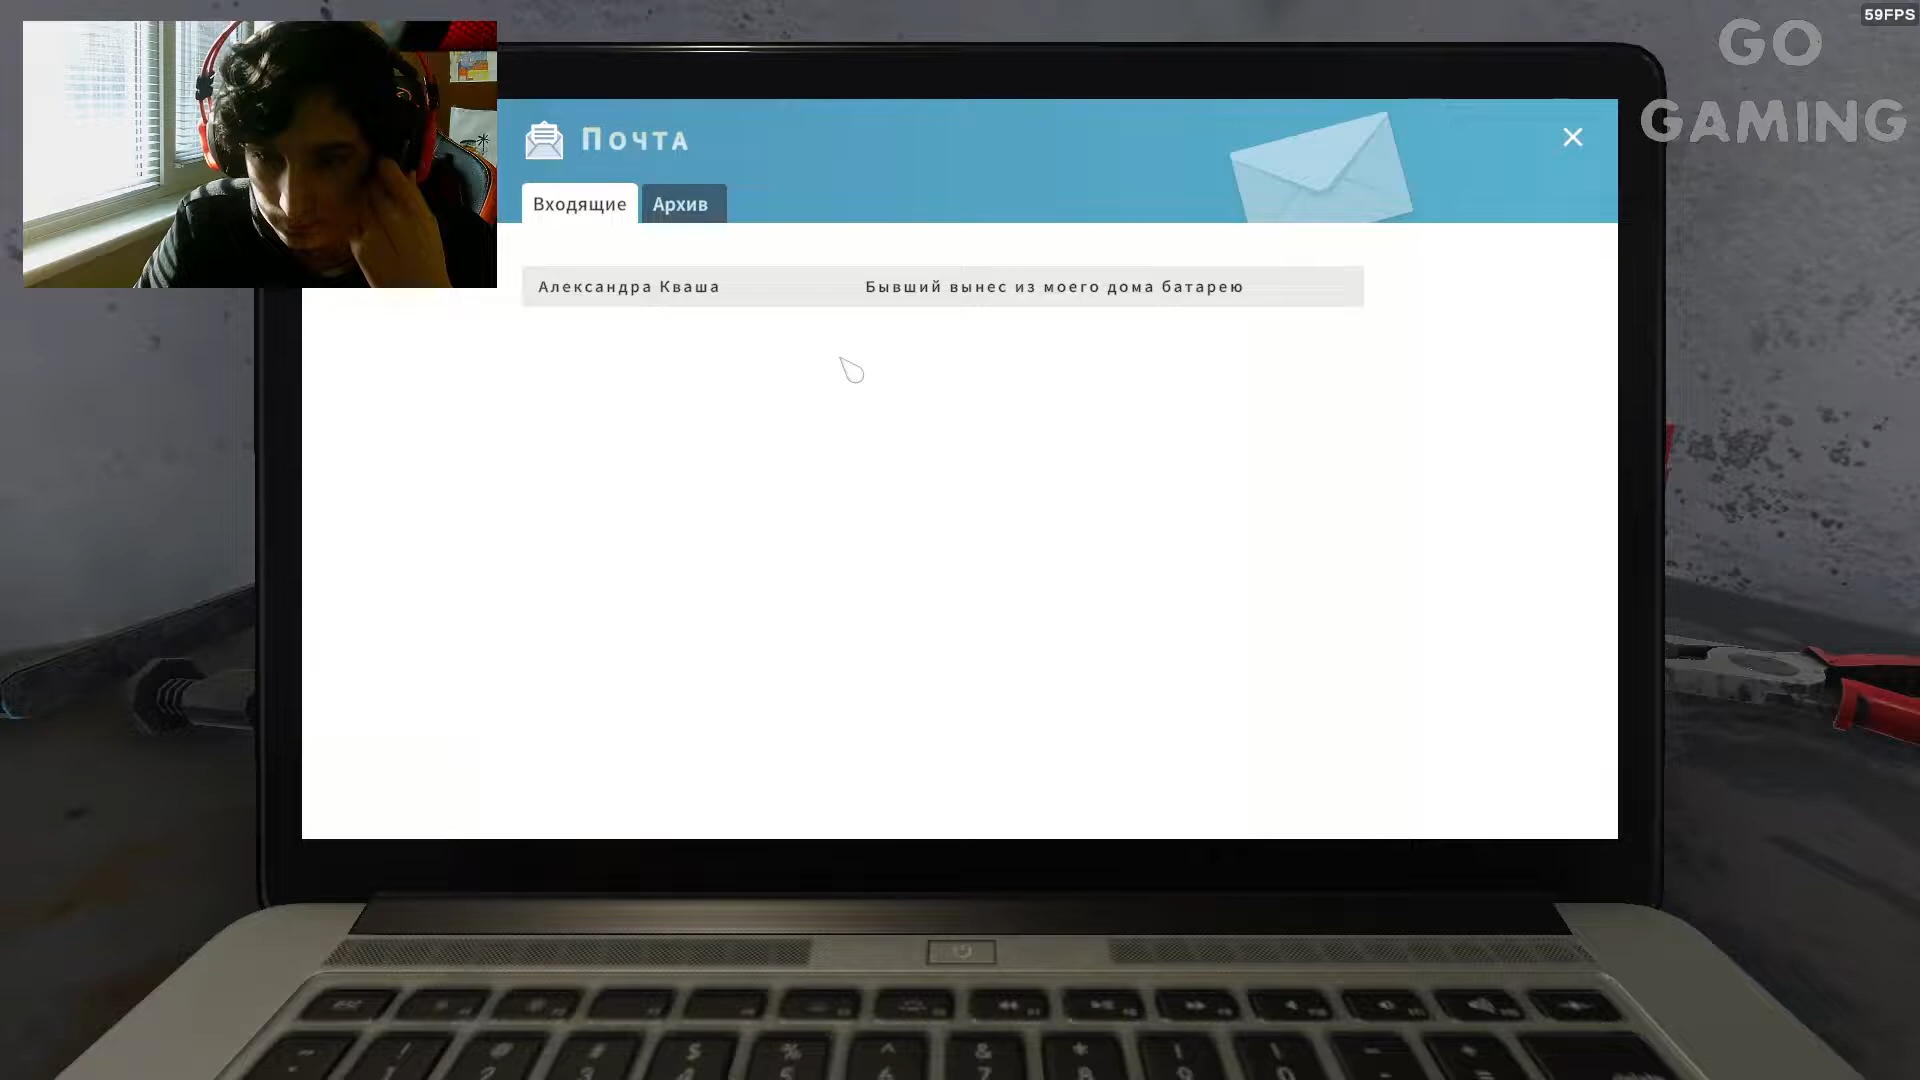 59FPS
GO
GAMING
Почта
Входящие
Архив
Александра Кваша
Бывший вынес из моего дома батарею